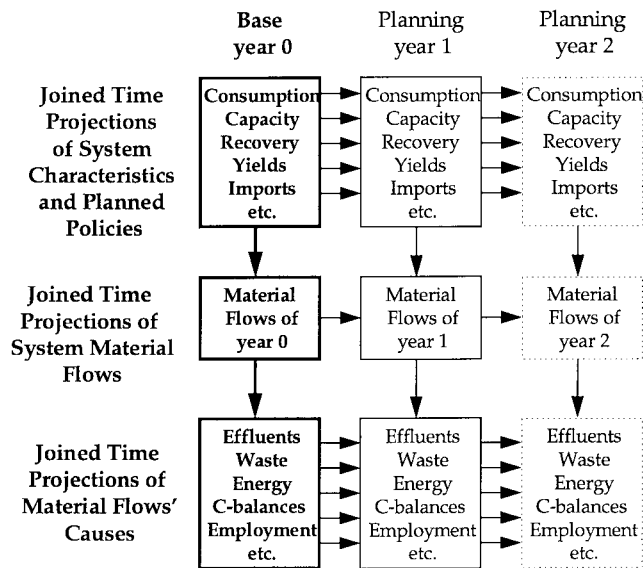 Base
year 0
Planning
year 1
Planning
year 2
Joined Time
Projections
of System
Characteristics
and Planned
Policies
Consumption
Capacity
Recovery
Yields
Imports
etc.
Consumption
Capacity
Recovery
Yields
Imports
etc.
Consumption
Capacity
Recovery
Yields
Imports
etc.
Joined Time
Projections of
System Material
Flows
Material
Flows of
year 0
Material
Flows of
year 1
Material
Flows of
year 2
Joined Time
Projections of
Material Flows'
Causes
Effluents
Waste
Energy
C-balances
Employment
etc.
Effluents
Waste
Energy
C-balances
Employment
etc.
Effluents
Waste
Energy
C-balances
Employment
etc.